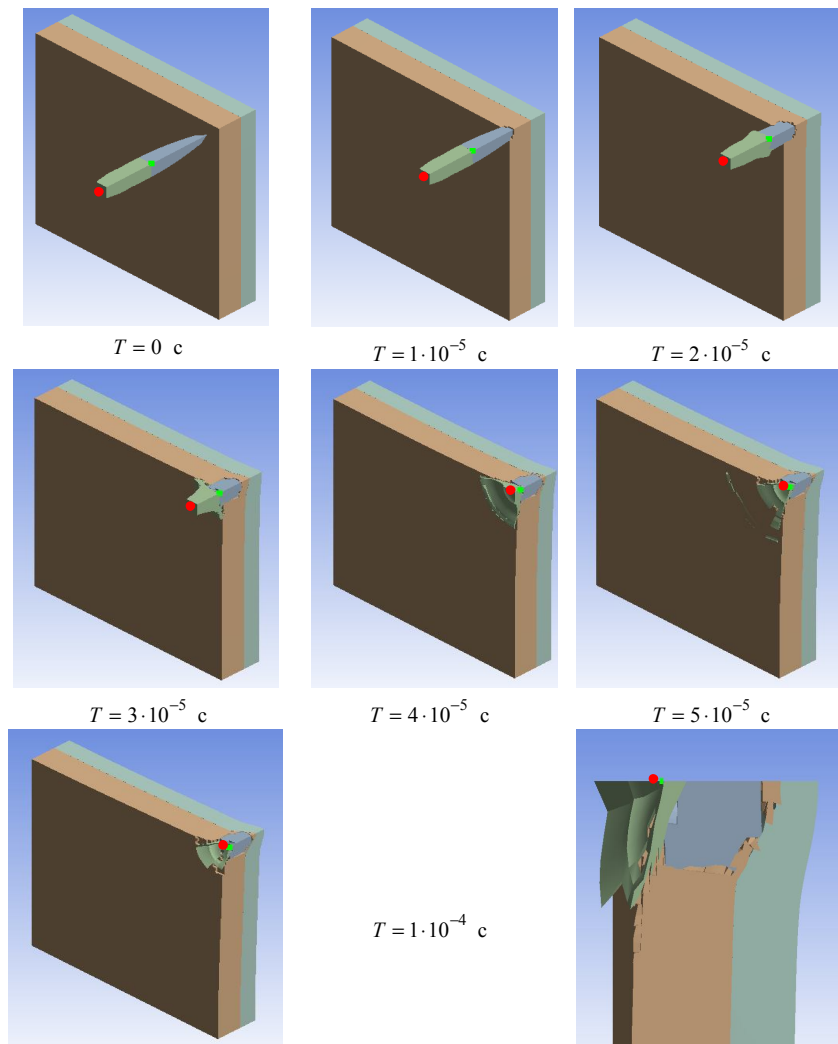 T = 0 c
T = 1·10⁻⁵ c
T = 2·10⁻⁵ c
T = 3·10⁻⁵ c
T = 4·10⁻⁵ c
T = 5·10⁻⁵ c
T = 1·10⁻⁴ c